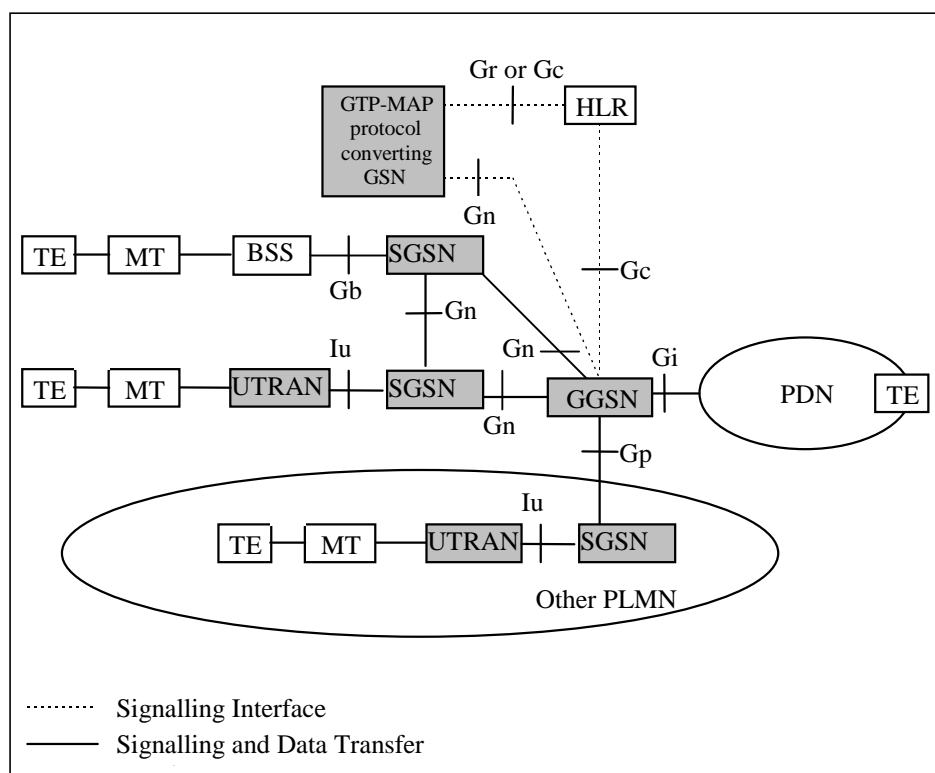 Gr or Gc
GTP-MAP
protocol
converting
GSN
HLR
Gn
Gc
TE
MT
BSS
Gb
SGSN
Gn
Gn
TE
MT
UTRAN
Iu
SGSN
Gn
GGSN
Gi
PDN
TE
Gp
TE
MT
UTRAN
Iu
SGSN
Other PLMN
Signalling Interface
Signalling and Data Transfer